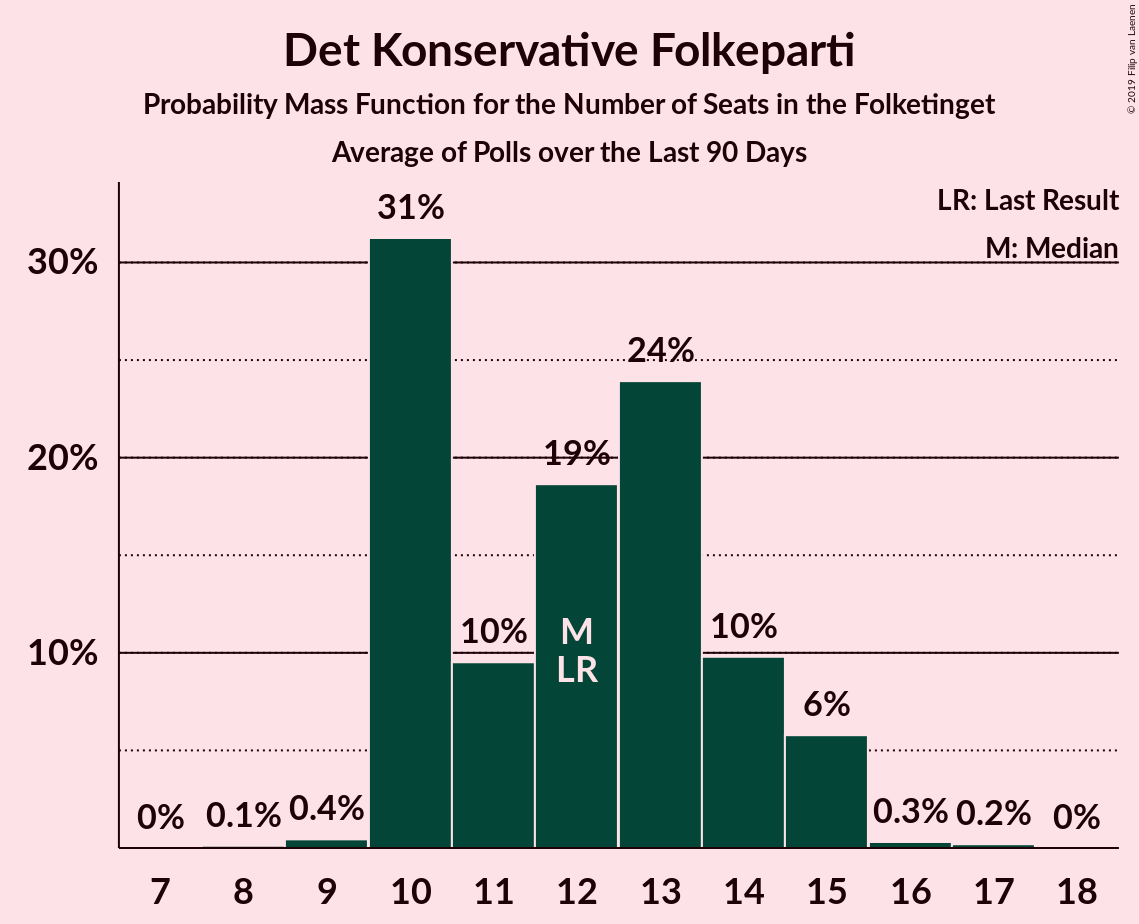 Det Konservative Folkeparti
Probability Mass Function for the Number of Seats in the Folketinget
Average of Polls over the Last 90 Days
© 2019 Filip van Laenen
LR: Last Result
M: Median
30%
20%
10%
0%
0.1%
0.4%
31%
10%
19%
24%
10%
6%
0.3%
0.2%
0%
M
LR
7 8 9 10 11 12 13 14 15 16 17 18